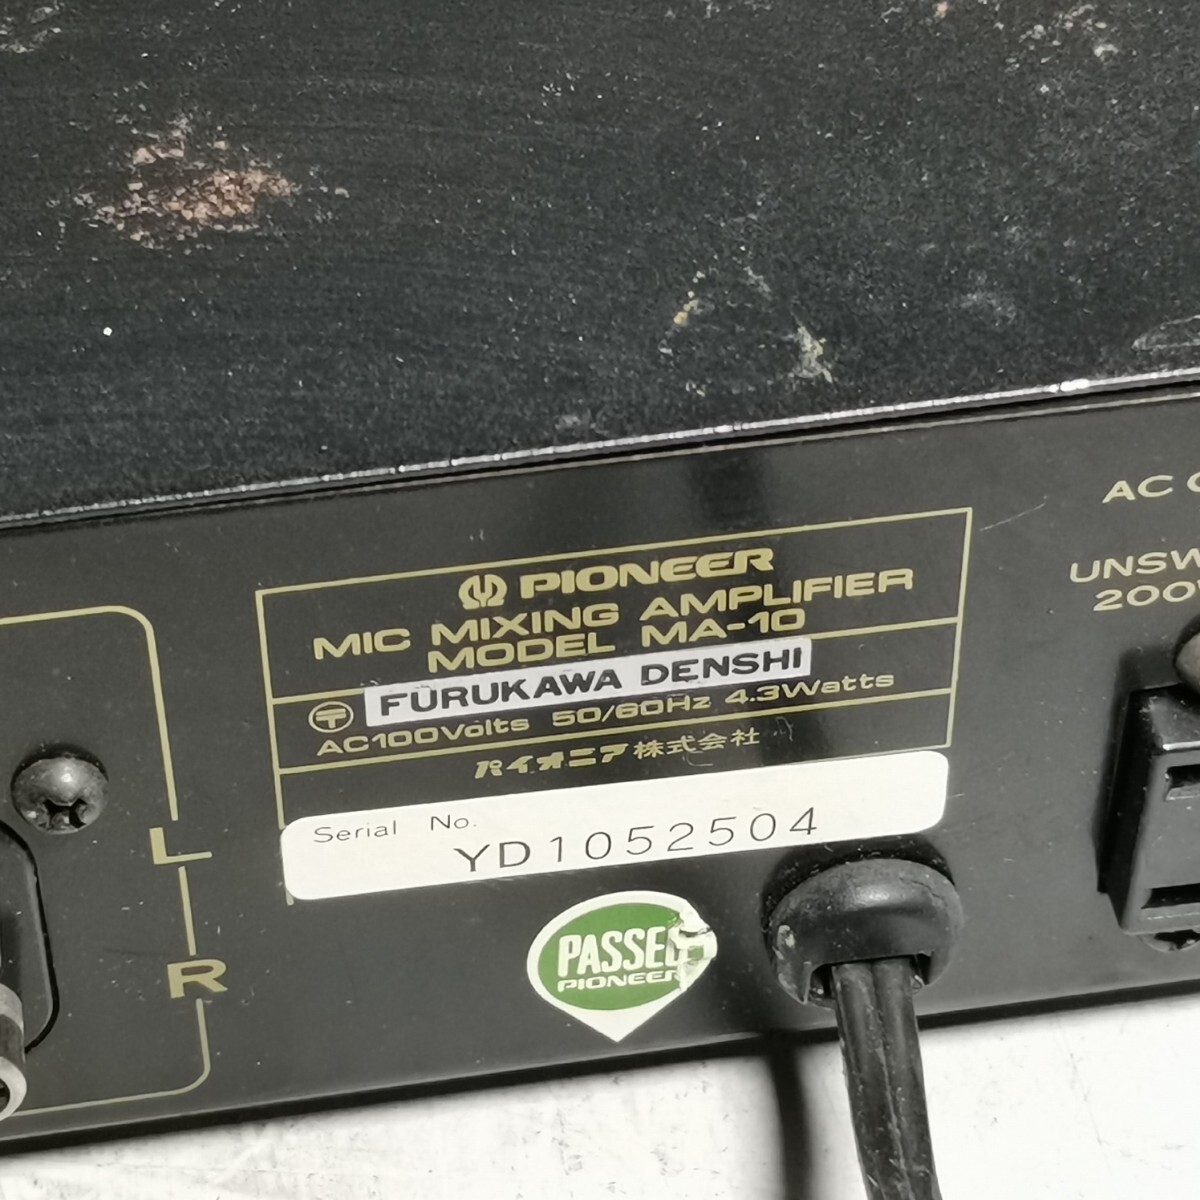 PIONEER
MIC MIXING AMPLIFIER
MODEL MA-10
FURUKAWA DENSHI
AC100Volts 50/60Hz 4.3Watts
パイオニア株式会社
Serial No.
YD1052504
L
R
PASSED
PIONEER
AC
UNSW
200